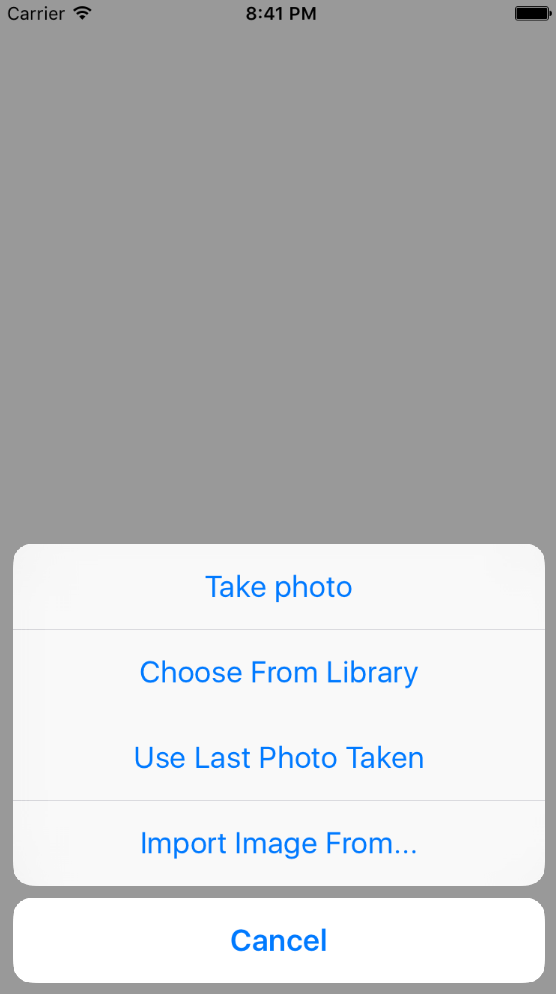 Carrier 8:41 PM
Take photo
Choose From Library
Use Last Photo Taken
Import Image From...
Cancel